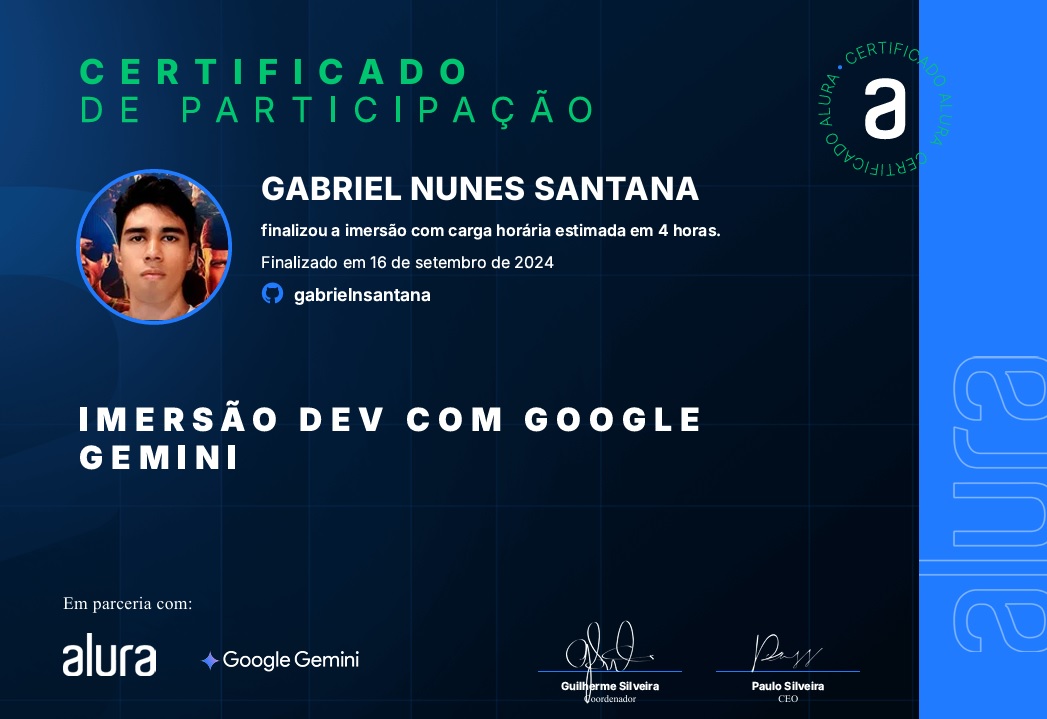 CERTIFICADO
DE PARTICIPAÇÃO
CERTIFICADO ALURA CERTIFICADO ALURA
a
GABRIEL NUNES SANTANA
finalizou a imersão com carga horária estimada em 4 horas.
Finalizado em 16 de setembro de 2024
gabrielnsantana
IMERSÃO DEV COM GOOGLE
GEMINI
alura
Em parceria com:
alura Google Gemini
Guilherme Silveira
Coordenador
Paulo Silveira
CEO